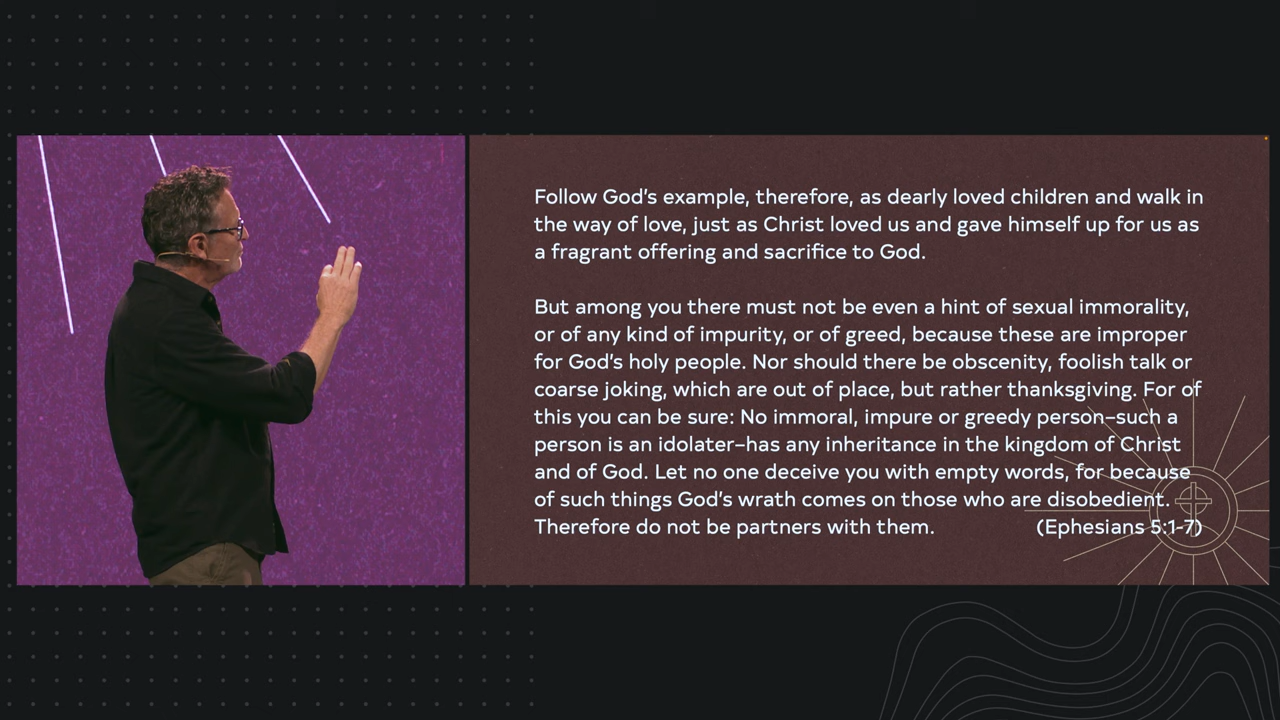 Follow God's example, therefore, as dearly loved children and walk in
the way of love, just as Christ loved us and gave himself up for us as
a fragrant offering and sacrifice to God.
But among you there must not be even a hint of sexual immorality,
or of any kind of impurity, or of greed, because these are improper
for God's holy people. Nor should there be obscenity, foolish talk or
coarse joking, which are out of place, but rather thanksgiving. For of
this you can be sure: No immoral, impure or greedy person–such a
person is an idolater–has any inheritance in the kingdom of Christ
and of God. Let no one deceive you with empty words, for because
of such things God's wrath comes on those who are disobedient.
Therefore do not be partners with them. (Ephesians 5:1-7)